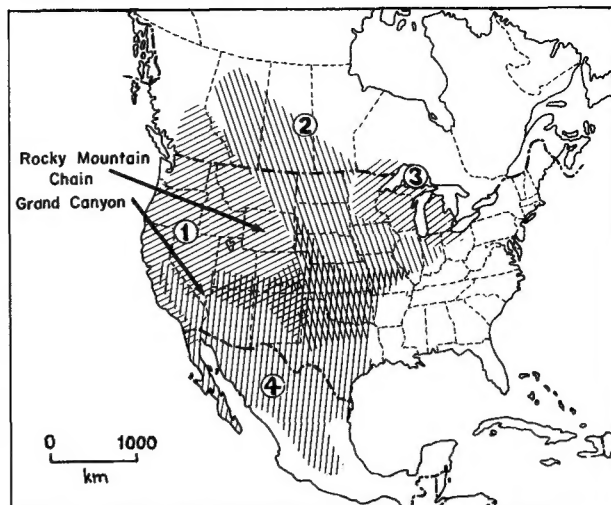 ②
③
Rocky Mountain
Chain
Grand Canyon
①
④
0 1000
km